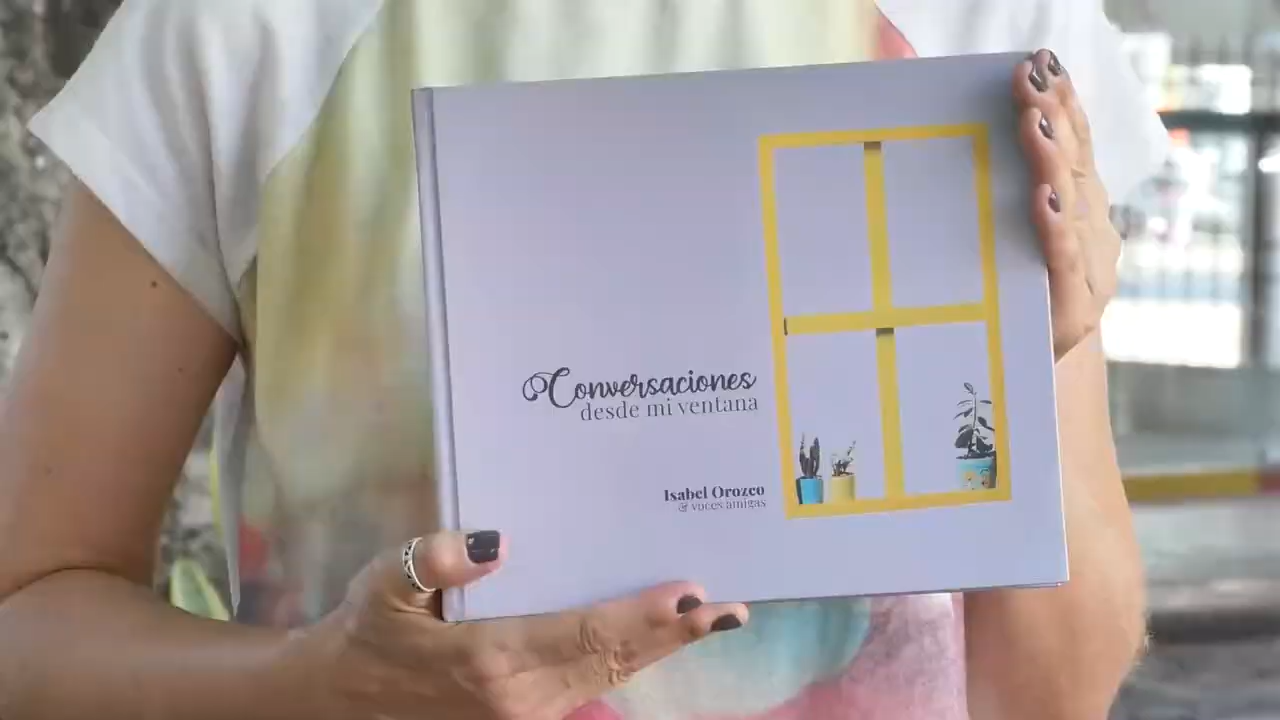 Conversaciones
desde mi ventana
Isabel Orozco
& voces amigas